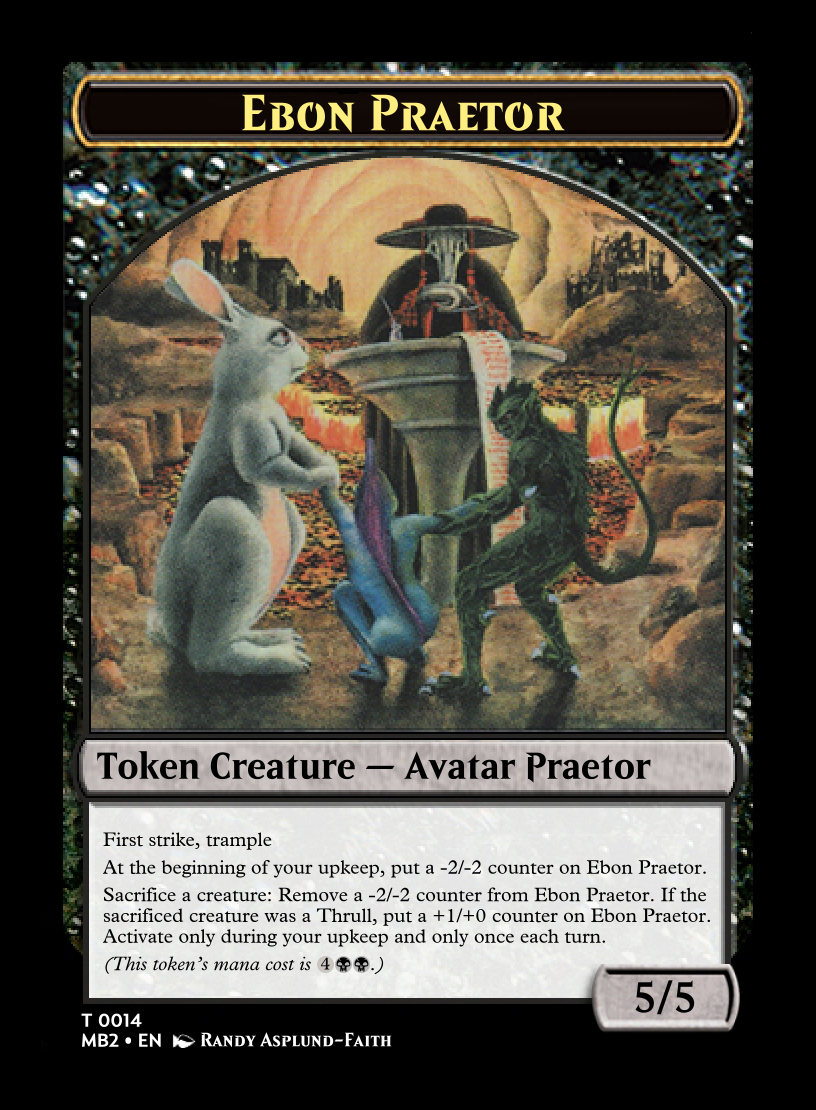 Ebon Praetor
Token Creature — Avatar Praetor
First strike, trample
At the beginning of your upkeep, put a -2/-2 counter on Ebon Praetor.
Sacrifice a creature: Remove a -2/-2 counter from Ebon Praetor. If the
sacrificed creature was a Thrull, put a +1/+0 counter on Ebon Praetor.
Activate only during your upkeep and only once each turn.
(This token's mana cost is 4.)
5/5
T 0014
MB2 • EN Randy Asplund-Faith